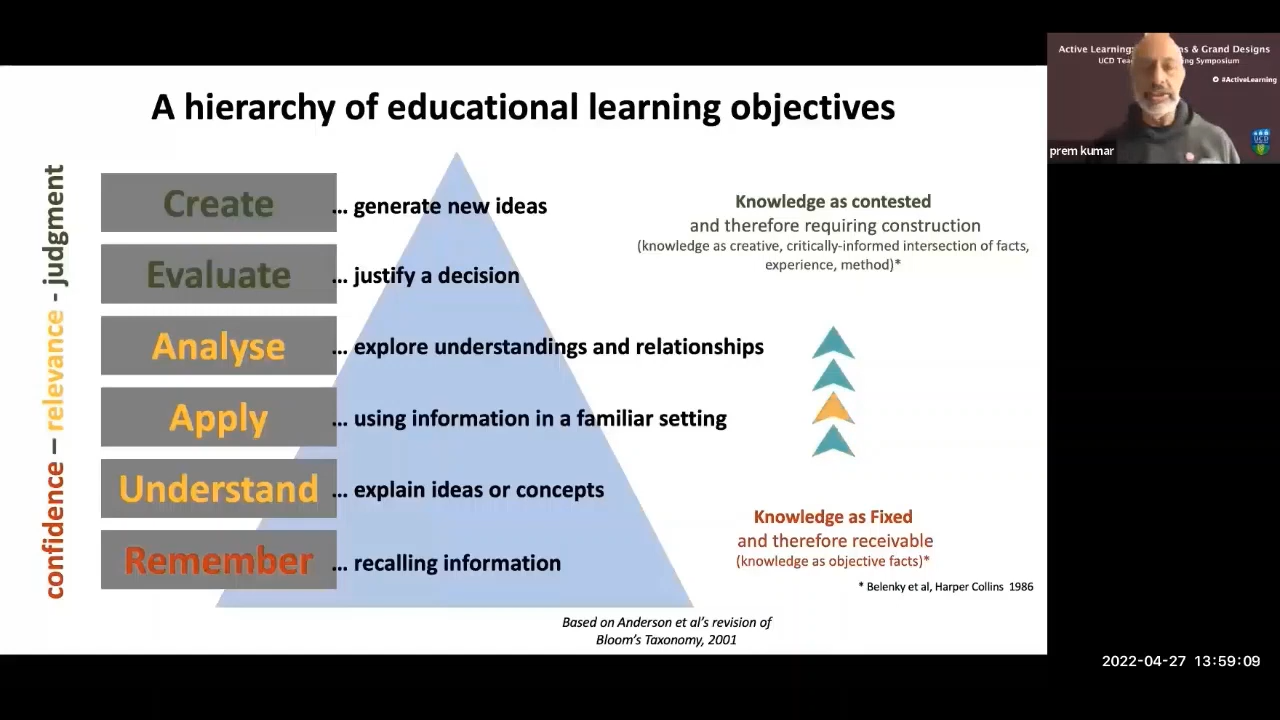 A hierarchy of educational learning objectives
confidence – relevance - judgment
Create
... generate new ideas
Evaluate
... justify a decision
Analyse
... explore understandings and relationships
Apply
... using information in a familiar setting
Understand
... explain ideas or concepts
Remember
... recalling information
Knowledge as contested
and therefore requiring construction
(knowledge as creative, critically-informed intersection of facts,
experience, method)*
Knowledge as Fixed
and therefore receivable
(knowledge as objective facts)*
* Belenky et al, Harper Collins 1986
Based on Anderson et al's revision of
Bloom's Taxonomy, 2001
Active Learning: & Grand Designs
UCD Symposium
#ActiveLearning
UCD
prem kumar
2022-04-27 13:59:09